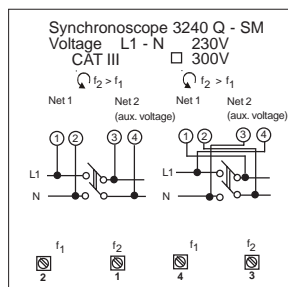 Synchronoscope 3240 Q - SM
Voltage L1 - N 230V
CAT III □ 300V
f2 > f1 f2 > f1
Net 1 Net 2 Net 1 Net 2
(aux. voltage) (aux. voltage)
1 2 3 4 1 2 3 4
L1 L1
N N
f1 f2 f1 f2
2 1 4 3